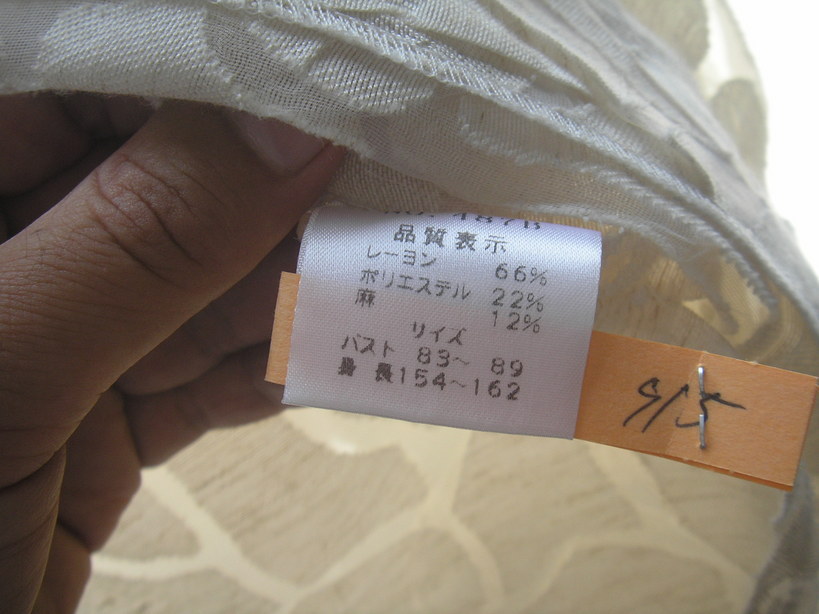 品質表示
レーヨン 66%
ポリエステル 22%
麻 12%
サイズ
バスト 83～ 89
身 長154～162